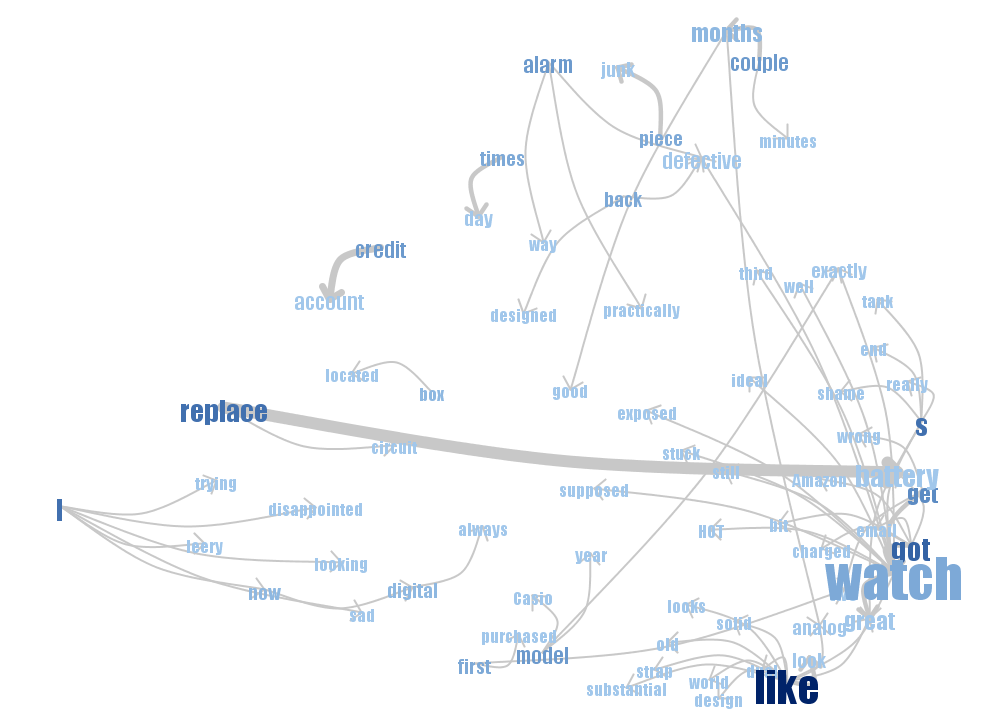 months
couple
alarm
junk
piece
minutes
times
defective
back
day
way
credit
third
exactly
well
account
tank
designed
practically
end
located
ideal
really
box
good
shame
replace
exposed
s
wrong
circuit
stuck
still
battery
Amazon
trying
supposed
get
I
disappointed
always
HOT
bit
email
leery
year
charged
got
looking
watch
now
digital
Casio
looks
sad
solid
analog
great
purchased
old
first
model
look
strap
substantial
world
like
design